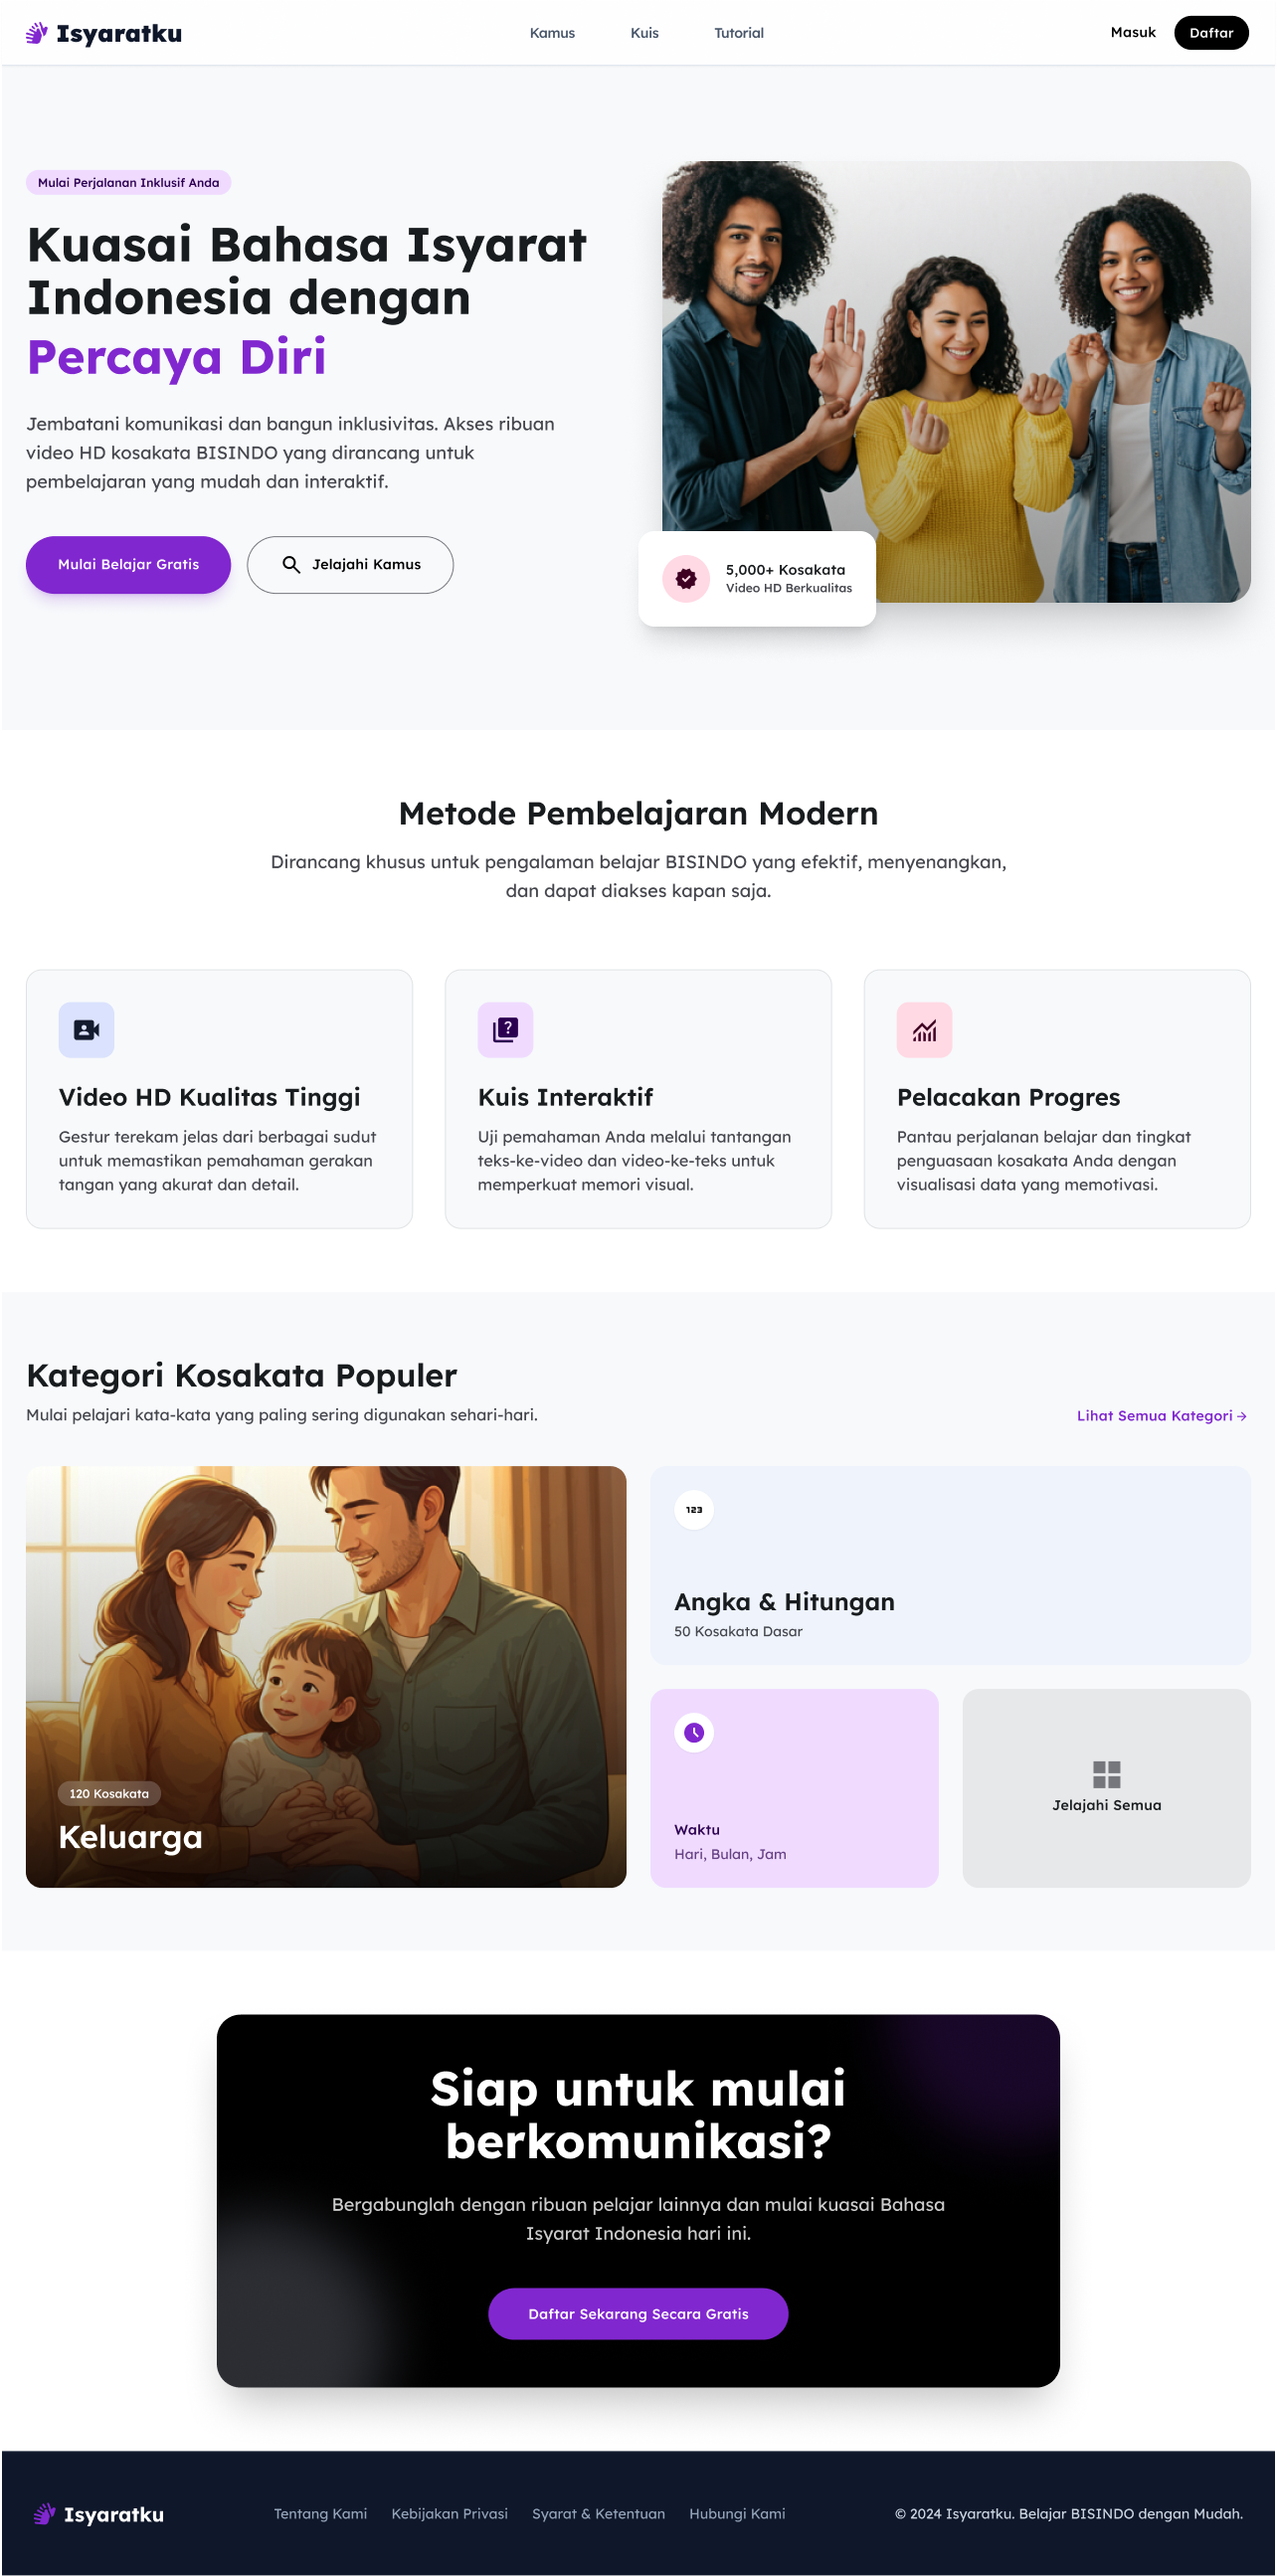 Isyaratku
Kamus
Kuis
Tutorial
Masuk
Daftar
Mulai Perjalanan Inklusif Anda
Kuasai Bahasa Isyarat
Indonesia dengan
Percaya Diri
Jembatani komunikasi dan bangun inklusivitas. Akses ribuan
video HD kosakata BISINDO yang dirancang untuk
pembelajaran yang mudah dan interaktif.
Mulai Belajar Gratis
Jelajahi Kamus
5,000+ Kosakata
Video HD Berkualitas
Metode Pembelajaran Modern
Dirancang khusus untuk pengalaman belajar BISINDO yang efektif, menyenangkan,
dan dapat diakses kapan saja.
Video HD Kualitas Tinggi
Gestur terekam jelas dari berbagai sudut
untuk memastikan pemahaman gerakan
tangan yang akurat dan detail.
?
Kuis Interaktif
Uji pemahaman Anda melalui tantangan
teks-ke-video dan video-ke-teks untuk
memperkuat memori visual.
Pelacakan Progres
Pantau perjalanan belajar dan tingkat
penguasaan kosakata Anda dengan
visualisasi data yang memotivasi.
Kategori Kosakata Populer
Mulai pelajari kata-kata yang paling sering digunakan sehari-hari.
Lihat Semua Kategori →
120 Kosakata
Keluarga
123
Angka & Hitungan
50 Kosakata Dasar
Waktu
Hari, Bulan, Jam
Jelajahi Semua
Siap untuk mulai
berkomunikasi?
Bergabunglah dengan ribuan pelajar lainnya dan mulai kuasai Bahasa
Isyarat Indonesia hari ini.
Daftar Sekarang Secara Gratis
Isyaratku
Tentang Kami
Kebijakan Privasi
Syarat & Ketentuan
Hubungi Kami
© 2024 Isyaratku. Belajar BISINDO dengan Mudah.